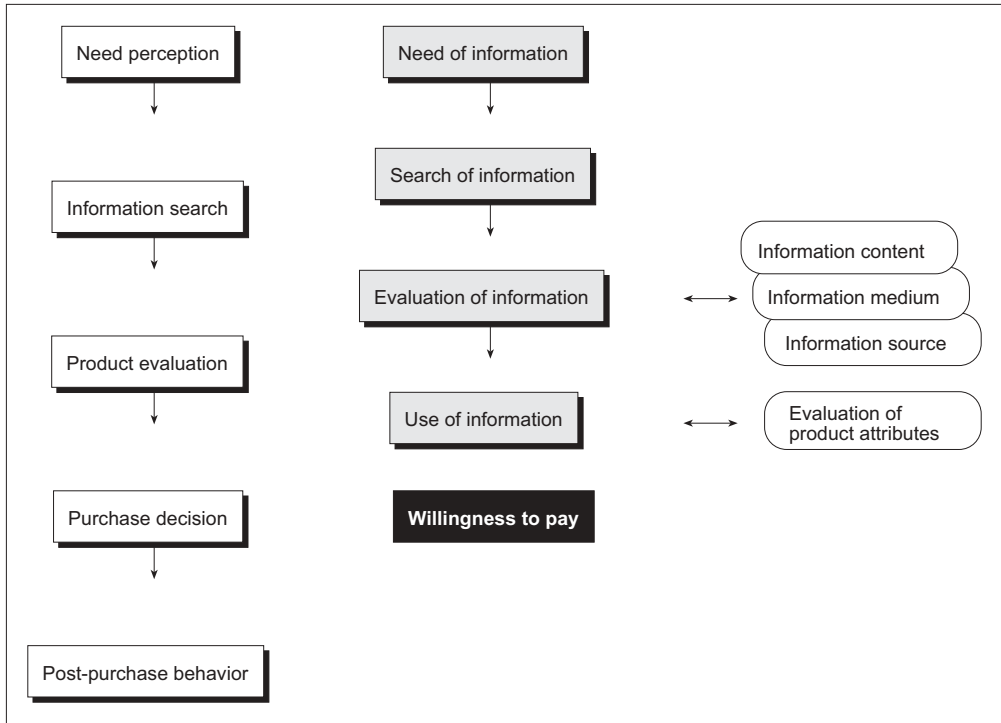 Need perception
Information search
Product evaluation
Purchase decision
Post-purchase behavior
Need of information
Search of information
Evaluation of information
Use of information
Willingness to pay
Information content
Information medium
Information source
Evaluation of
product attributes